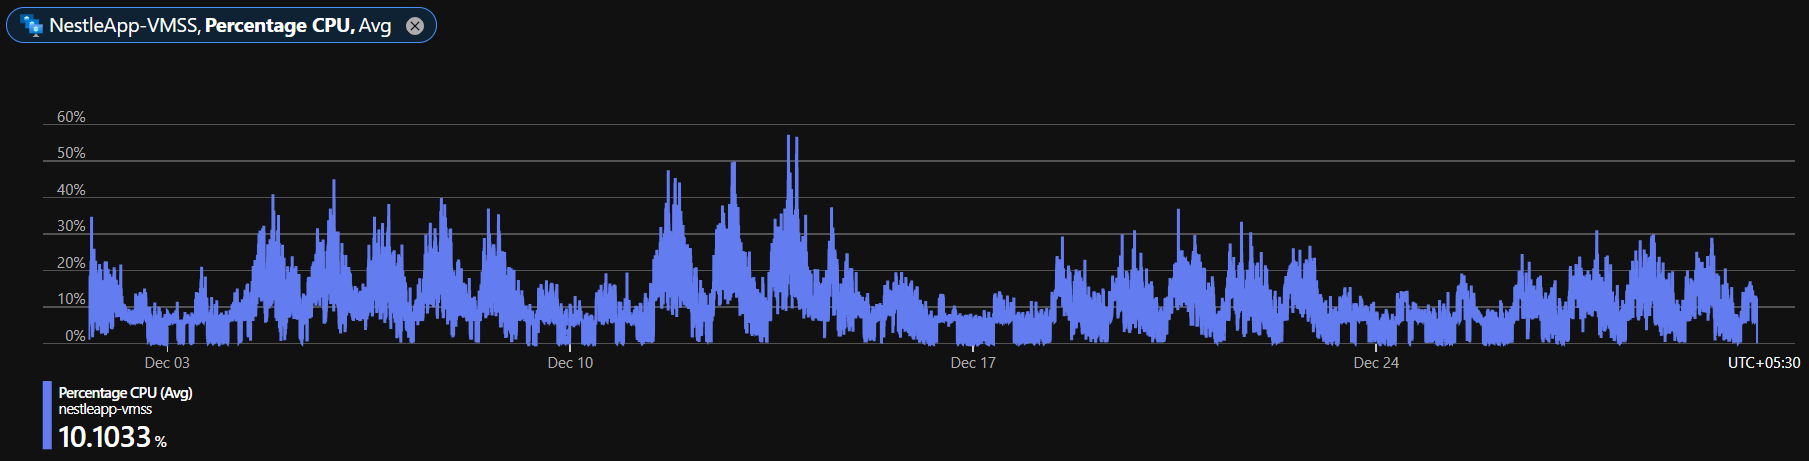 NestleApp-VMSS, Percentage CPU, Avg
60%
50%
40%
30%
20%
10%
0%
Dec 03 Dec 10 Dec 17 Dec 24 UTC+05:30
Percentage CPU (Avg)
nestleapp-vmss
10.1033 %